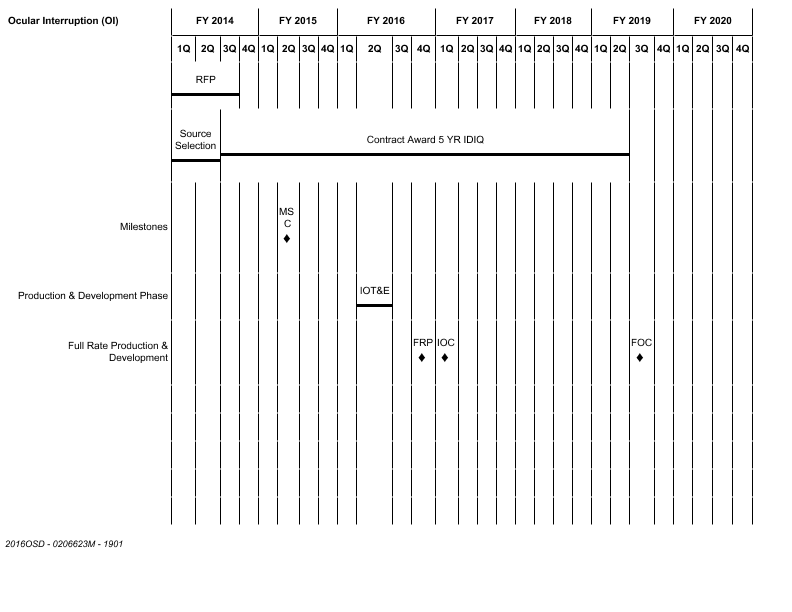 Ocular Interruption (OI) FY 2014 FY 2015 FY 2016 FY 2017 FY 2018 FY 2019 FY 2020
1Q 2Q 3Q 4Q 1Q 2Q 3Q 4Q 1Q 2Q 3Q 4Q 1Q 2Q 3Q 4Q 1Q 2Q 3Q 4Q 1Q 2Q 3Q 4Q 1Q 2Q 3Q 4Q
RFP
Source
Selection
Contract Award 5 YR IDIQ
Milestones
MS
C
Production & Development Phase
IOT&E
Full Rate Production &
Development
FRP IOC FOC
2016OSD - 0206623M - 1901